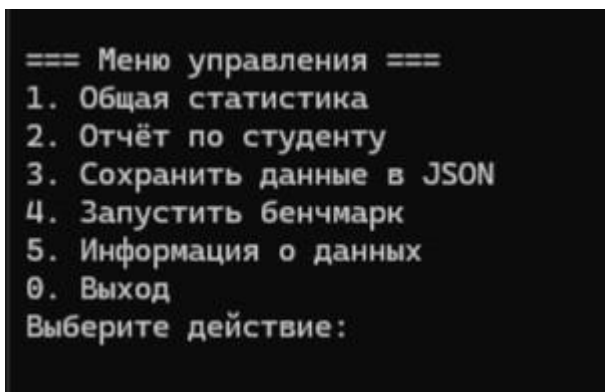 === Меню управления ===
1. Общая статистика
2. Отчёт по студенту
3. Сохранить данные в JSON
4. Запустить бенчмарк
5. Информация о данных
0. Выход
Выберите действие: